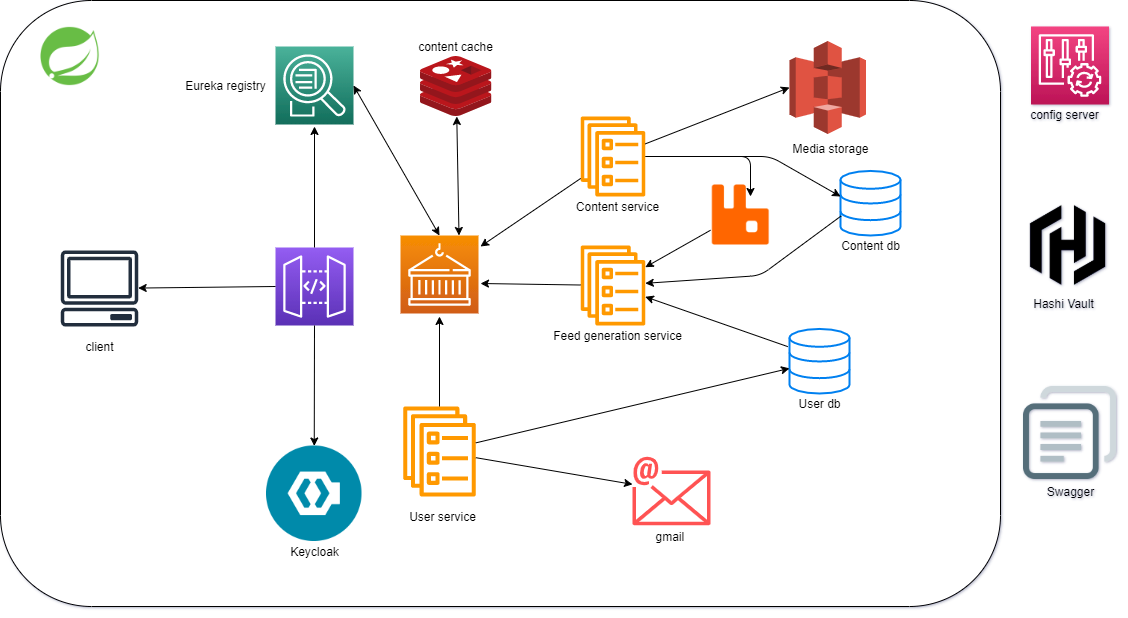 content cache
Eureka registry
config server
Media storage
Content service
Content db
</>
Hashi Vault
Feed generation service
client
User db
@
Swagger
User service
gmail
Keycloak